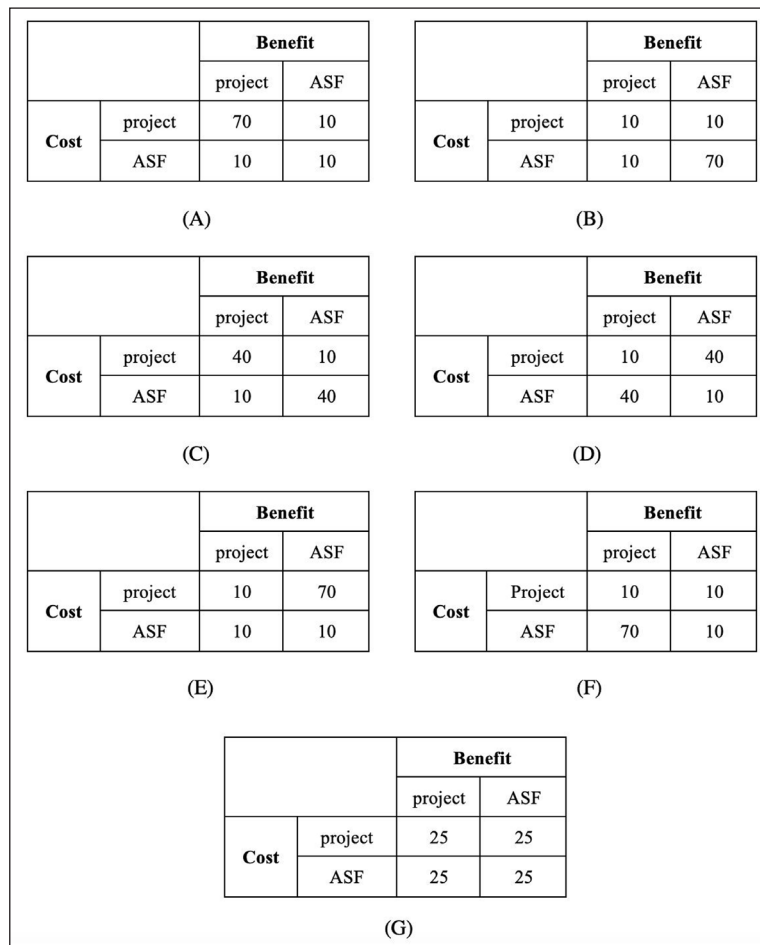 Benefit Benefit
project ASF project ASF
Cost project 70 10 Cost project 10 10
ASF 10 10 ASF 10 70
(A) (B)
Benefit Benefit
project ASF project ASF
Cost project 40 10 Cost project 10 40
ASF 10 40 ASF 40 10
(C) (D)
Benefit Benefit
project ASF project ASF
Cost project 10 70 Cost Project 10 10
ASF 10 10 ASF 70 10
(E) (F)
Benefit
project ASF
Cost project 25 25
ASF 25 25
(G)